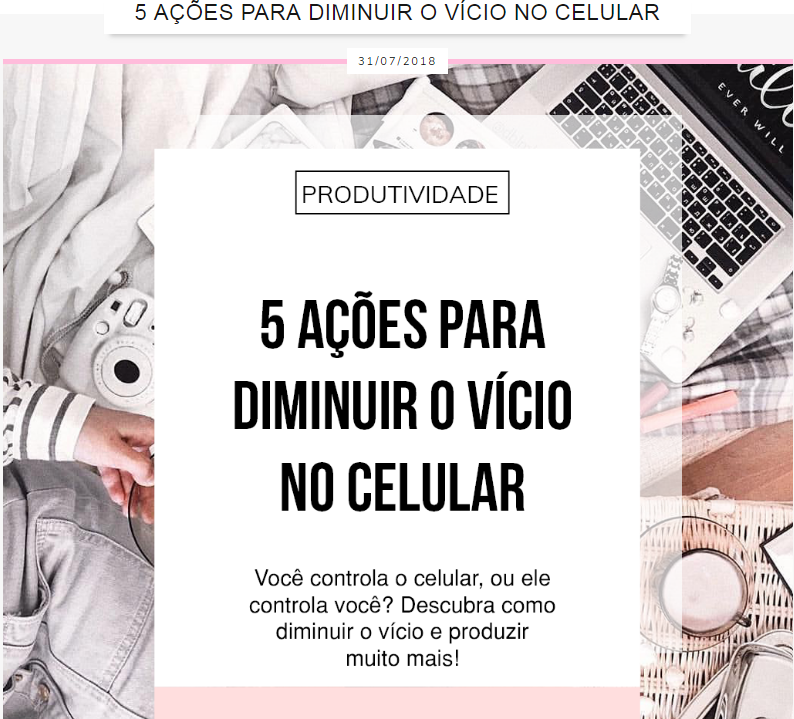 5 AÇÕES PARA DIMINUIR O VÍCIO NO CELULAR
31/07/2018
EVER WILL
PRODUTIVIDADE
5 AÇÕES PARA
DIMINUIR O VÍCIO
NO CELULAR
Você controla o celular, ou ele
controla você? Descubra como
diminuir o vício e produzir
muito mais!